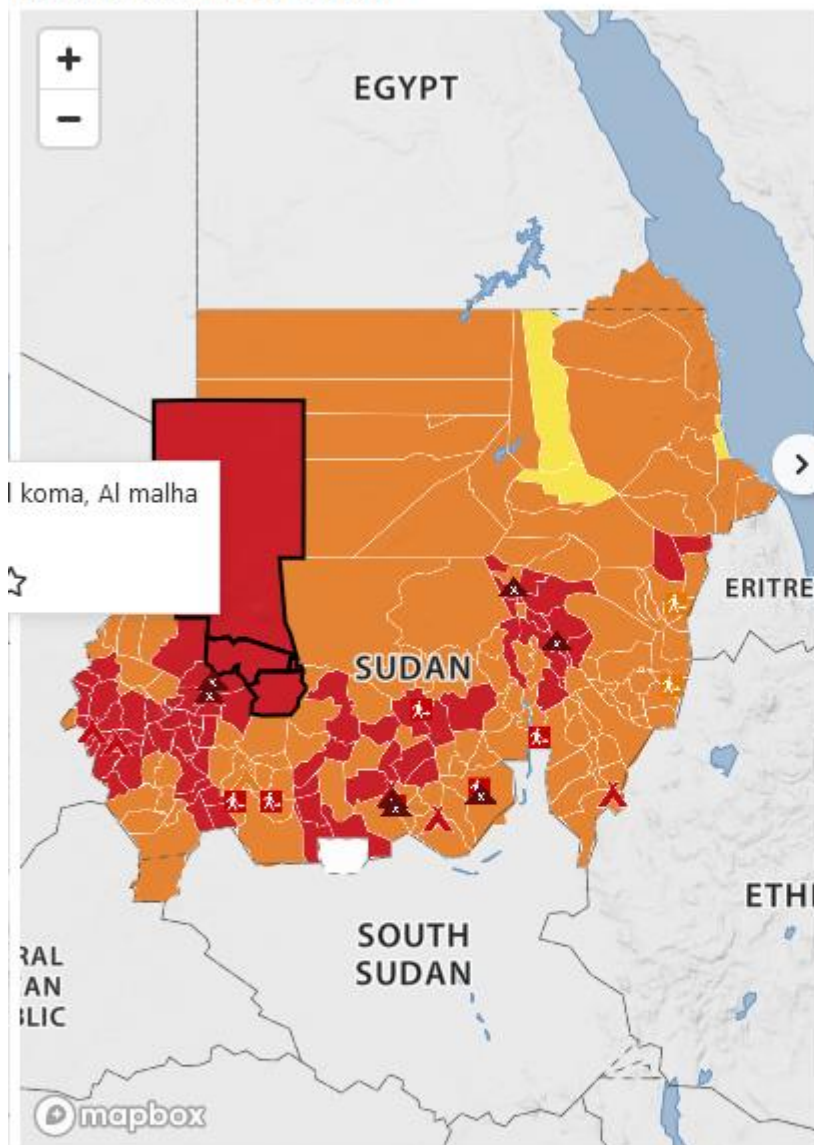 +
EGYPT
−
koma, Al malha
ERITRE
SUDAN
ETHI
SOUTH
SUDAN
RAL
AN
BLIC
mapbox